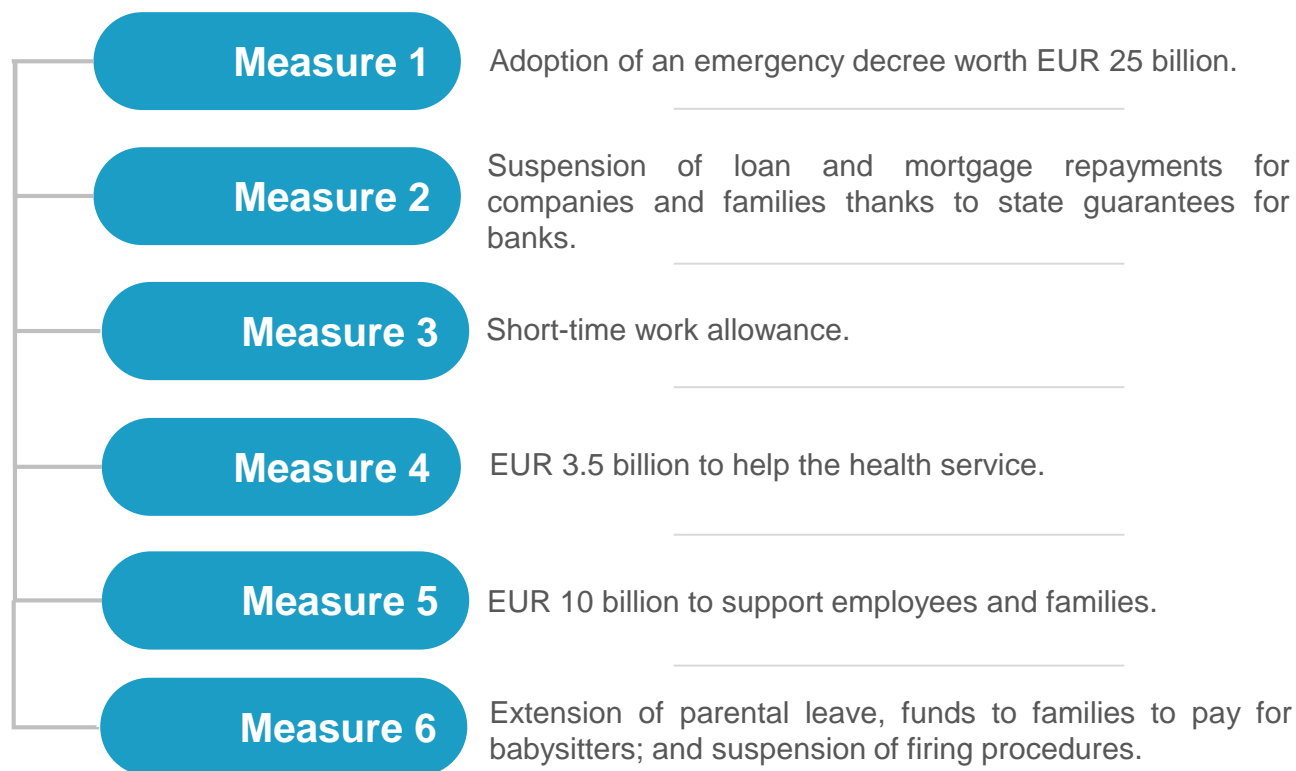 Measure 1
Adoption of an emergency decree worth EUR 25 billion.
Measure 2
Suspension of loan and mortgage repayments for
companies and families thanks to state guarantees for
banks.
Measure 3
Short-time work allowance.
Measure 4
EUR 3.5 billion to help the health service.
Measure 5
EUR 10 billion to support employees and families.
Measure 6
Extension of parental leave, funds to families to pay for
babysitters; and suspension of firing procedures.